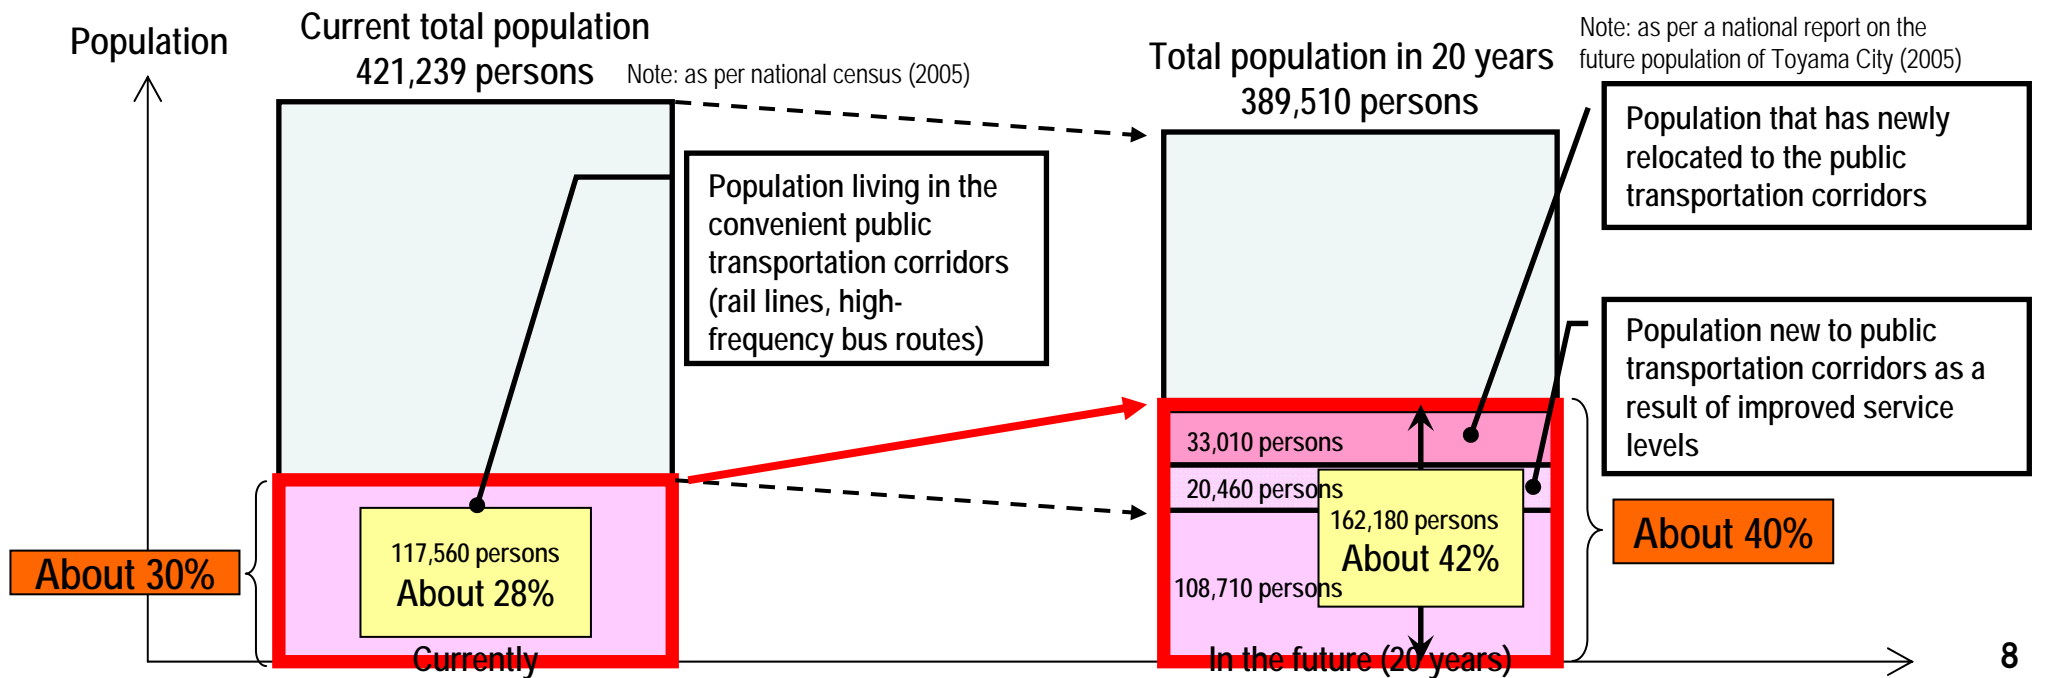 Population
Current total population
421,239 persons
Note: as per national census (2005)
Total population in 20 years
389,510 persons
Note: as per a national report on the
future population of Toyama City (2005)
Population living in the
convenient public
transportation corridors
(rail lines, high-
frequency bus routes)
Population that has newly
relocated to the public
transportation corridors
Population new to public
transportation corridors as a
result of improved service
levels
33,010 persons
20,460 persons
108,710 persons
162,180 persons
About 42%
About 40%
About 30%
117,560 persons
About 28%
Currently
In the future (20 years)
8